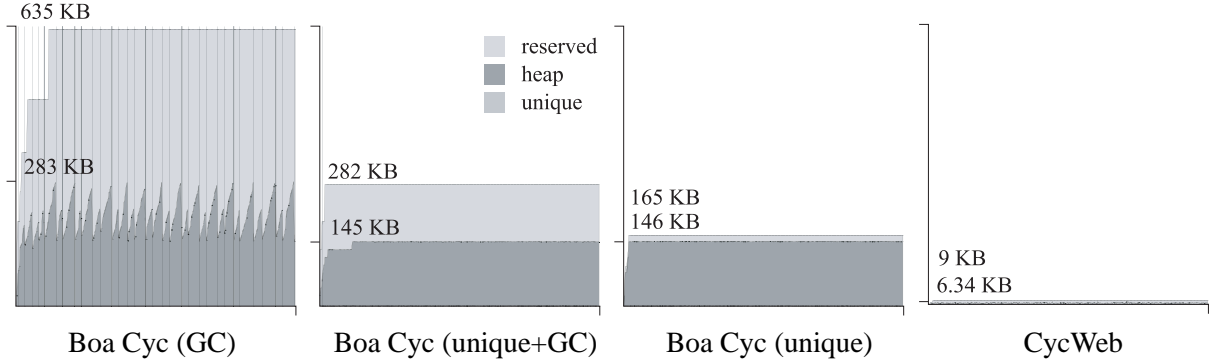 635 KB
283 KB
Boa Cyc (GC)
reserved
heap
unique
282 KB
145 KB
Boa Cyc (unique+GC)
165 KB
146 KB
Boa Cyc (unique)
9 KB
6.34 KB
CycWeb